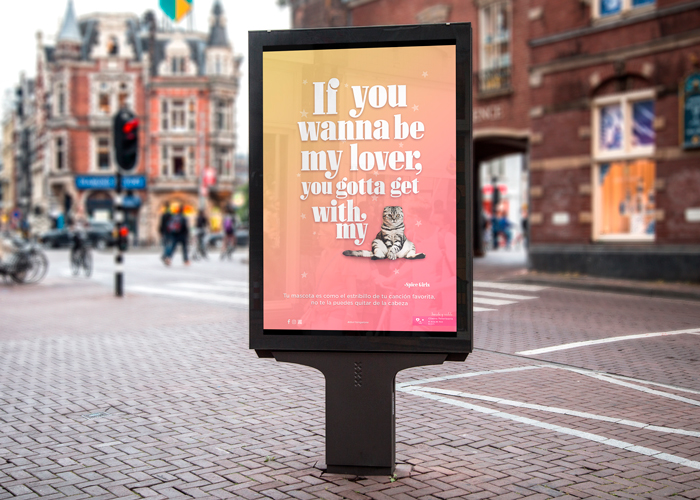 If you
wanna be
my lover,
you gotta get
with my
Spice Girls
Tu mascota es como el estribillo de tu canción favorita,
no te la puedes quitar de la cabeza